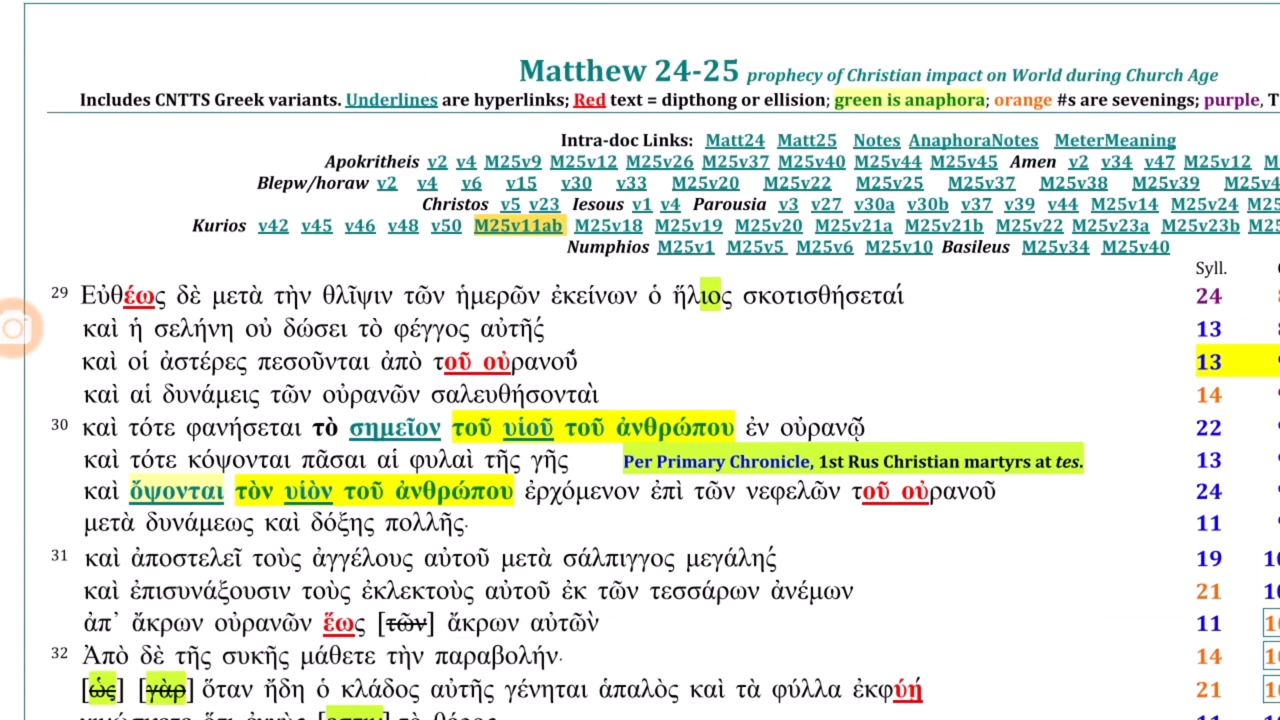 Matthew 24-25 prophecy of Christian impact on World during Church Age
Includes CNTTS Greek variants. Underlines are hyperlinks; Red text = dipthong or ellision; green is anaphora; orange #s are sevenings; purple, T
Intra-doc Links: Matt24 Matt25 Notes AnaphoraNotes MeterMeaning
Apokritheis v2 v4 M25v9 M25v12 M25v26 M25v37 M25v40 M25v44 M25v45 Amen v2 v34 v47 M25v12 M
Blepw/horaw v2 v4 v6 v15 v30 v33 M25v20 M25v22 M25v25 M25v37 M25v38 M25v39 M25v4
Christos v5 v23 Iesous v1 v4 Parousia v3 v27 v30a v30b v37 v39 v44 M25v14 M25v24 M25
Kurios v42 v45 v46 v48 v50 M25v11ab M25v18 M25v19 M25v20 M25v21a M25v21b M25v22 M25v23a M25v23b M25
Numphios M25v1 M25v5 M25v6 M25v10 Basileus M25v34 M25v40
Syll.
29 Εὐθέως δὲ μετὰ τὴν θλῖψιν τῶν ἡμερῶν ἐκείνων ὁ ἥλιος σκοτισθήσεταί 24
καὶ ἡ σελήνη οὐ δώσει τὸ φέγγος αὐτῆς 13
καὶ οἱ ἀστέρες πεσοῦνται ἀπὸ τοῦ οὐρανοῦ 13
καὶ αἱ δυνάμεις τῶν οὐρανῶν σαλευθήσονταὶ 14
30 καὶ τότε φανήσεται τὸ σημεῖον τοῦ υἱοῦ τοῦ ἀνθρώπου ἐν οὐρανῷ 22
καὶ τότε κόψονται πᾶσαι αἱ φυλαὶ τῆς γῆς Per Primary Chronicle, 1st Rus Christian martyrs at tes. 13
καὶ ὄψονται τὸν υἱὸν τοῦ ἀνθρώπου ἐρχόμενον ἐπὶ τῶν νεφελῶν τοῦ οὐρανοῦ 24
μετὰ δυνάμεως καὶ δόξης πολλῆς· 11
31 καὶ ἀποστελεῖ τοὺς ἀγγέλους αὐτοῦ μετὰ σάλπιγγος μεγάλης 19 10
καὶ ἐπισυνάξουσιν τοὺς ἐκλεκτοὺς αὐτοῦ ἐκ τῶν τεσσάρων ἀνέμων 21 10
ἀπ᾽ ἄκρων οὐρανῶν ἕως [τῶν] ἄκρων αὐτῶν 11
32 Ἀπὸ δὲ τῆς συκῆς μάθετε τὴν παραβολήν· 14
[ὡς] [γὰρ] ὅταν ἤδη ὁ κλάδος αὐτῆς γένηται ἁπαλὸς καὶ τὰ φύλλα ἐκφύῃ 21